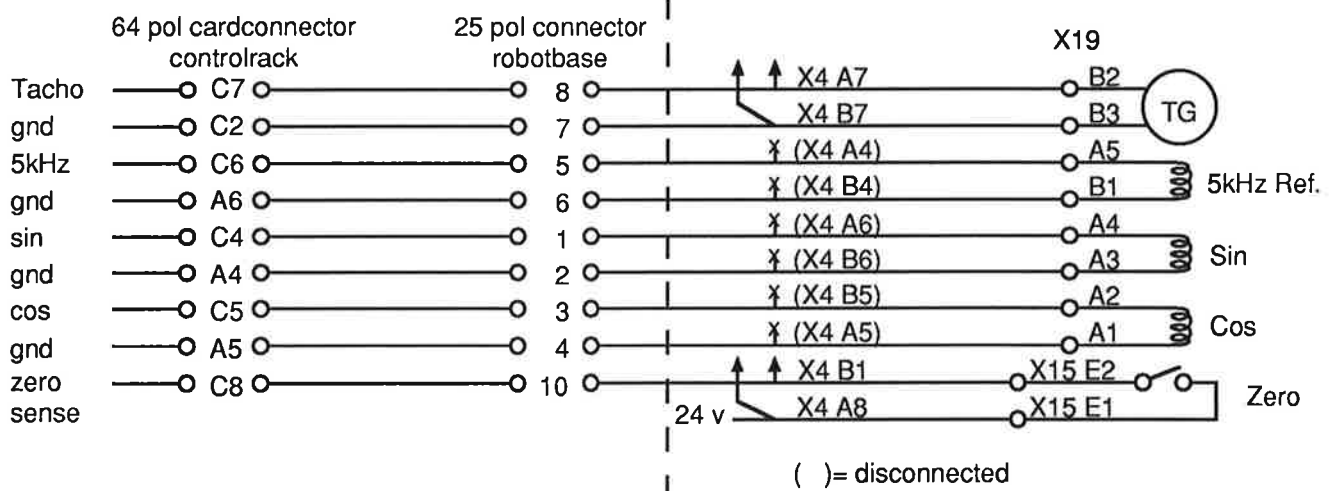 64 pol cardconnector 25 pol connector X19
controlrack robotbase
Tacho C7 8 X4 A7 B2 TG
gnd C2 7 X4 B7 B3
5kHz C6 5 (X4 A4) A5
gnd A6 6 (X4 B4) B1 5kHz Ref.
sin C4 1 (X4 A6) A4
gnd A4 2 (X4 B6) A3 Sin
cos C5 3 (X4 B5) A2
gnd A5 4 (X4 A5) A1 Cos
zero C8 10 X4 B1 X15 E2 Zero
sense 24 v X4 A8 X15 E1
( )= disconnected